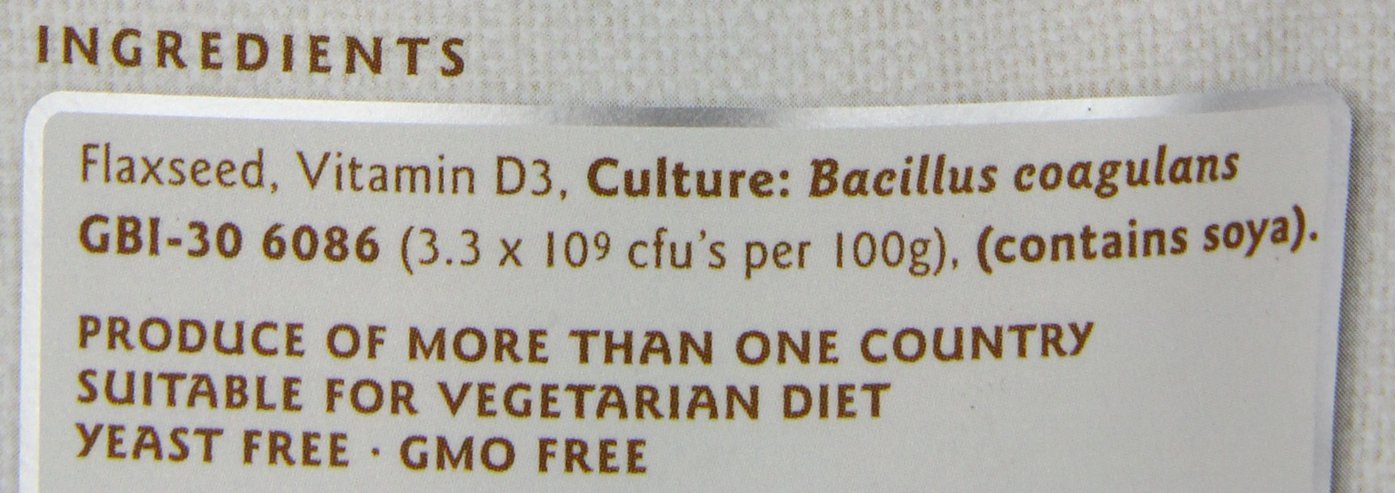 INGREDIENTS
Flaxseed, Vitamin D3, Culture: Bacillus coagulans
GBI-30 6086 (3.3 x 10⁹ cfu's per 100g), (contains soya).
PRODUCE OF MORE THAN ONE COUNTRY
SUITABLE FOR VEGETARIAN DIET
YEAST FREE · GMO FREE